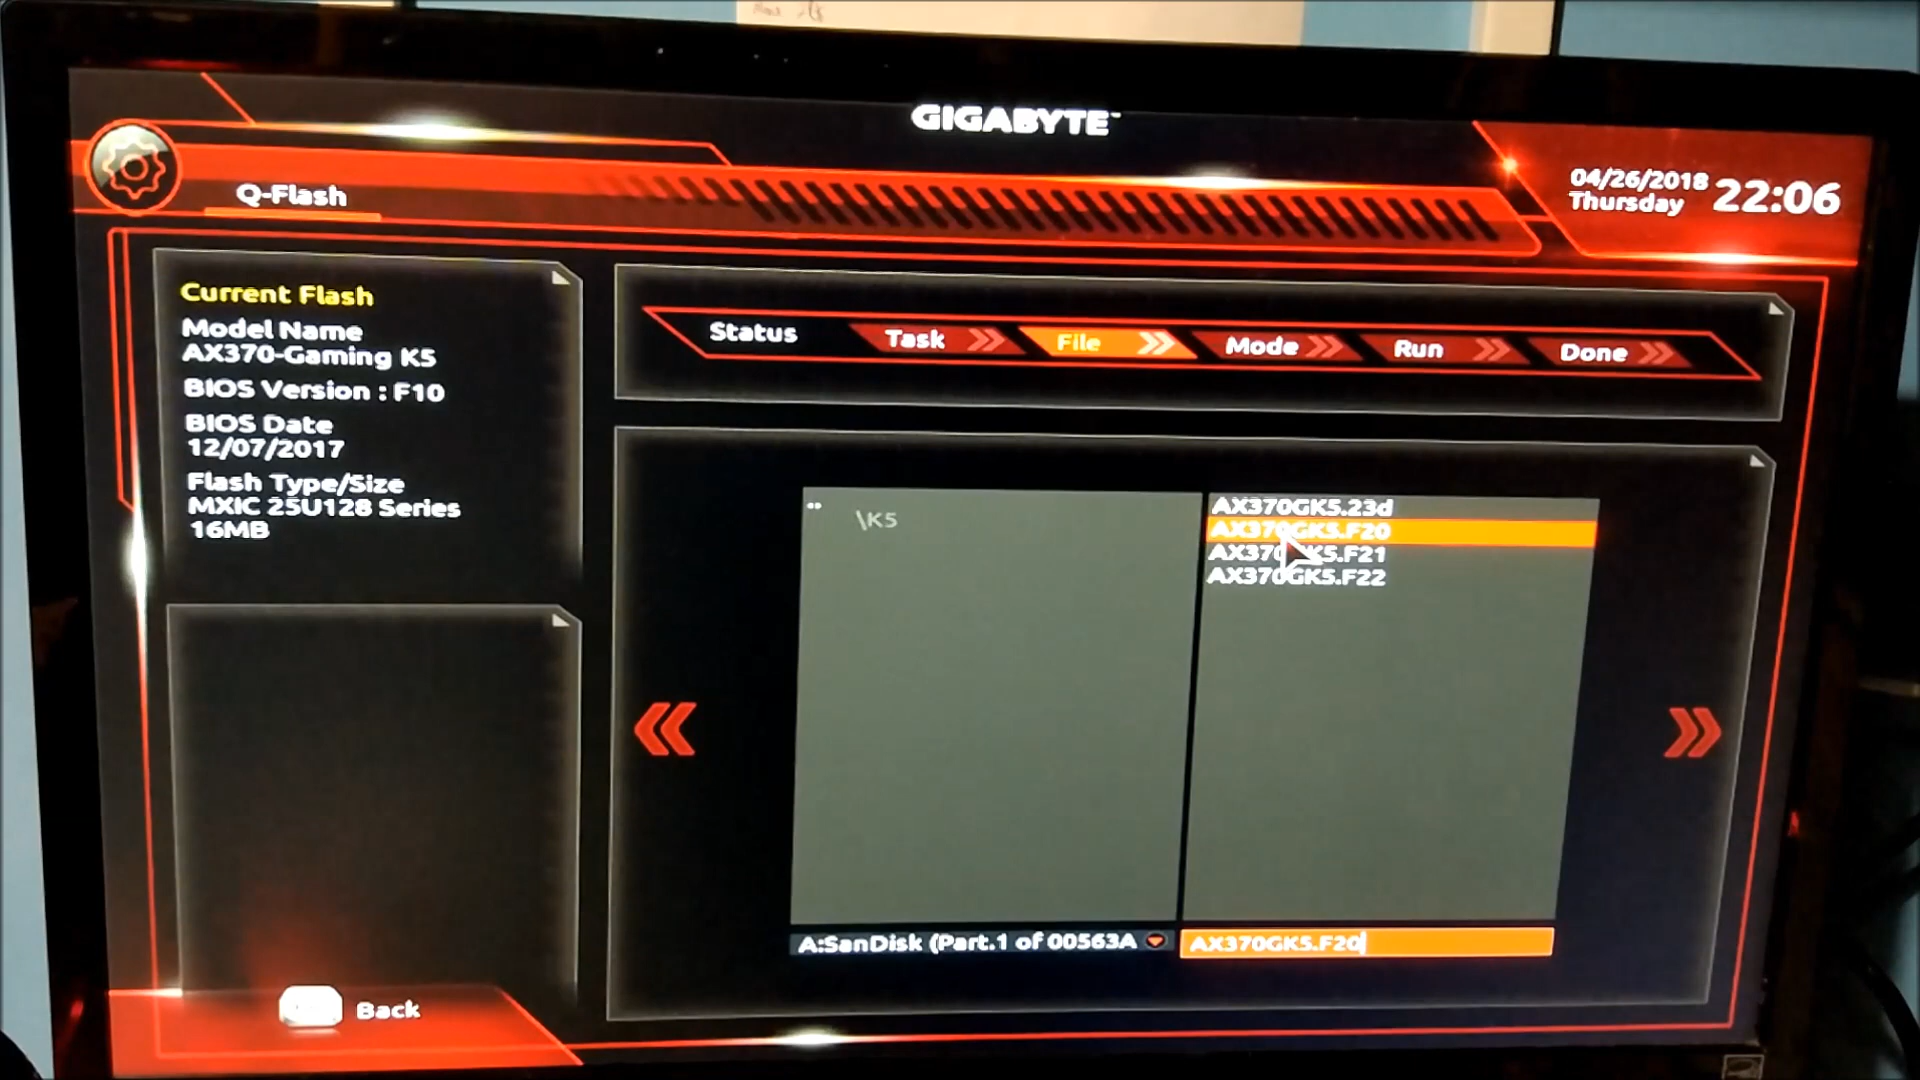 GIGABYTE™
Q-Flash
04/26/2018
Thursday
22:06
Current Flash
Model Name
AX370-Gaming K5
BIOS Version : F10
BIOS Date
12/07/2017
Flash Type/Size
MXIC 25U128 Series
16MB
Status
Task
File
Mode
Run
Done
..
\K5
AX370GK5.23d
AX370GK5.F20
AX370GK5.F21
AX370GK5.F22
A:SanDisk (Part.1 of 00563A
AX370GK5.F20
Back